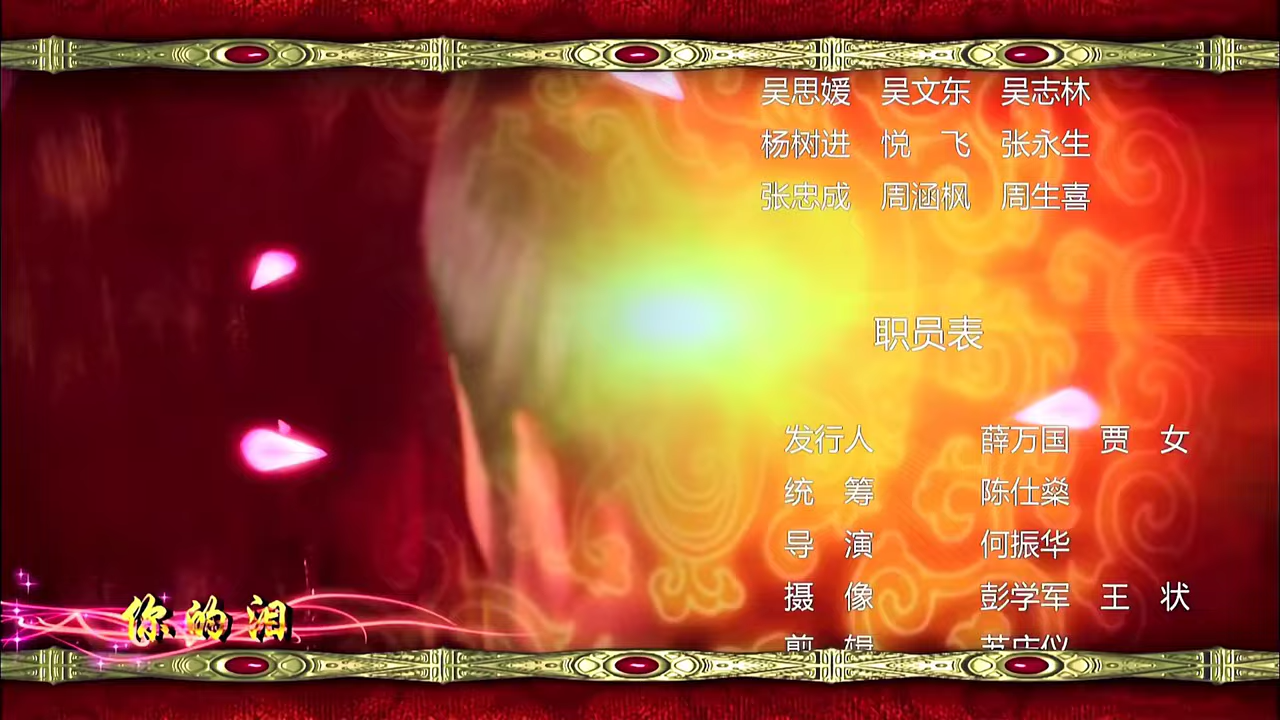 吴思媛 吴文东 吴志林
杨树进 悦 飞 张永生
张忠成 周涵枫 周生喜
职员表
发行人 薛万国 贾 女
统 筹 陈仕燊
导 演 何振华
摄 像 彭学军 王 状
剪 辑
你的泪